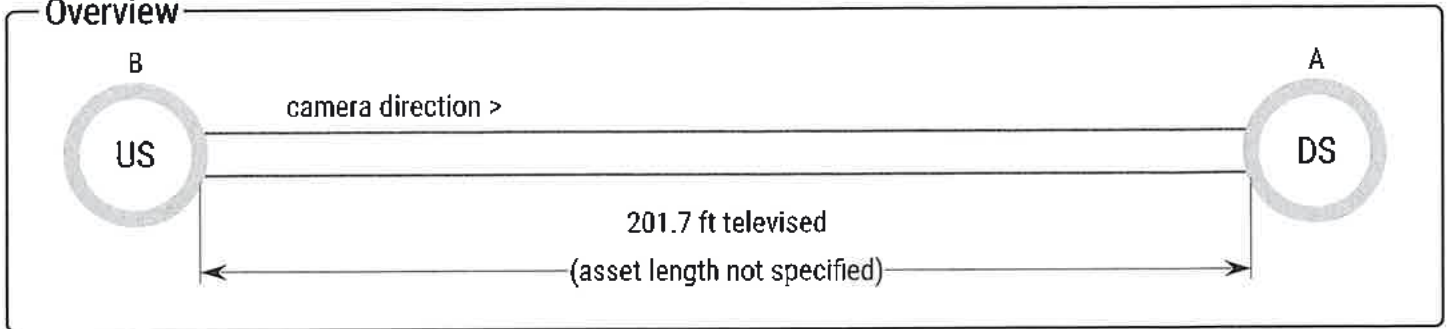 Overview
B
A
camera direction >
US
DS
201.7 ft televised
(asset length not specified)